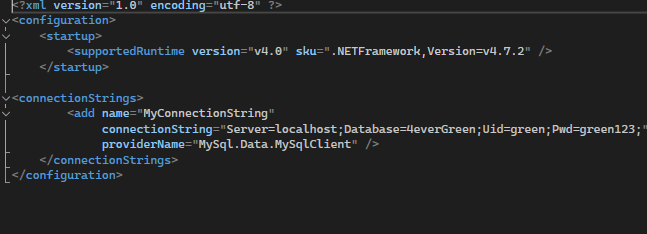 <?xml version="1.0" encoding="utf-8" ?>
<configuration>
<startup>
<supportedRuntime version="v4.0" sku=".NETFramework,Version=v4.7.2" />
</startup>
<connectionStrings>
<add name="MyConnectionString"
connectionString="Server=localhost;Database=4everGreen;Uid=green;Pwd=green123;"
providerName="MySql.Data.MySqlClient" />
</connectionStrings>
</configuration>